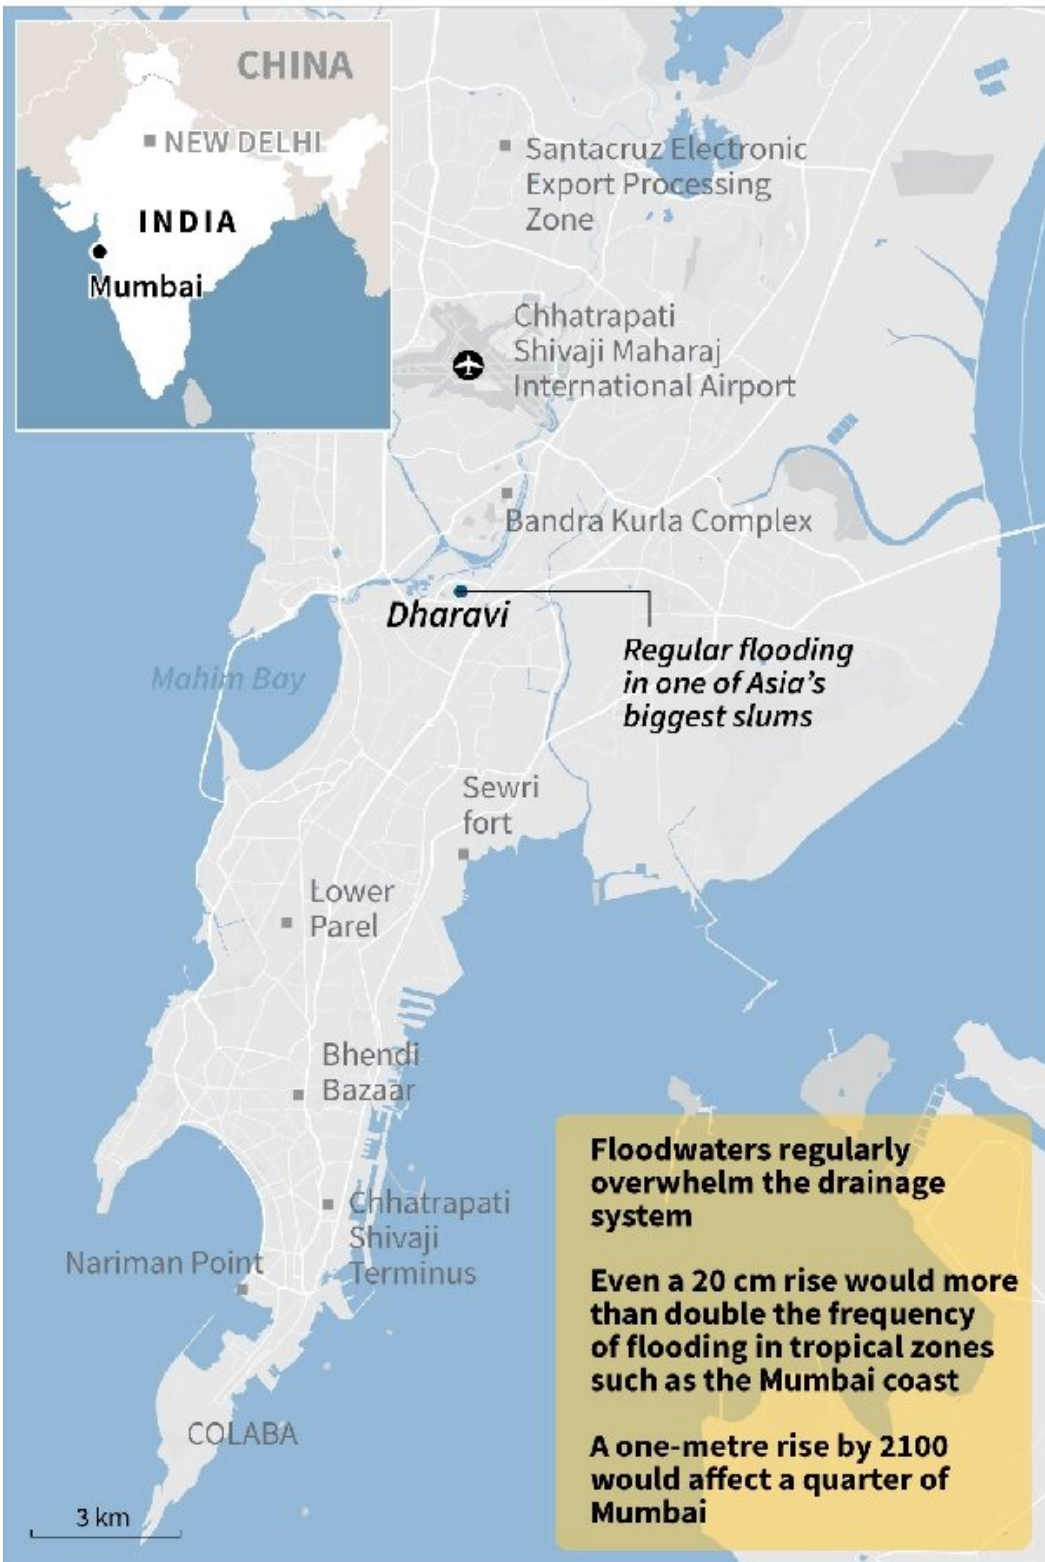 CHINA
NEW DELHI
INDIA
Mumbai
Santacruz Electronic
Export Processing
Zone
Chhatrapati
Shivaji Maharaj
International Airport
Bandra Kurla Complex
Dharavi
Regular flooding
in one of Asia's
biggest slums
Mahim Bay
Sewri
fort
Lower
Parel
Bhendi
Bazaar
Chhatrapati
Shivaji
Terminus
Nariman Point
COLABA
3 km
Floodwaters regularly
overwhelm the drainage
system
Even a 20 cm rise would more
than double the frequency
of flooding in tropical zones
such as the Mumbai coast
A one-metre rise by 2100
would affect a quarter of
Mumbai